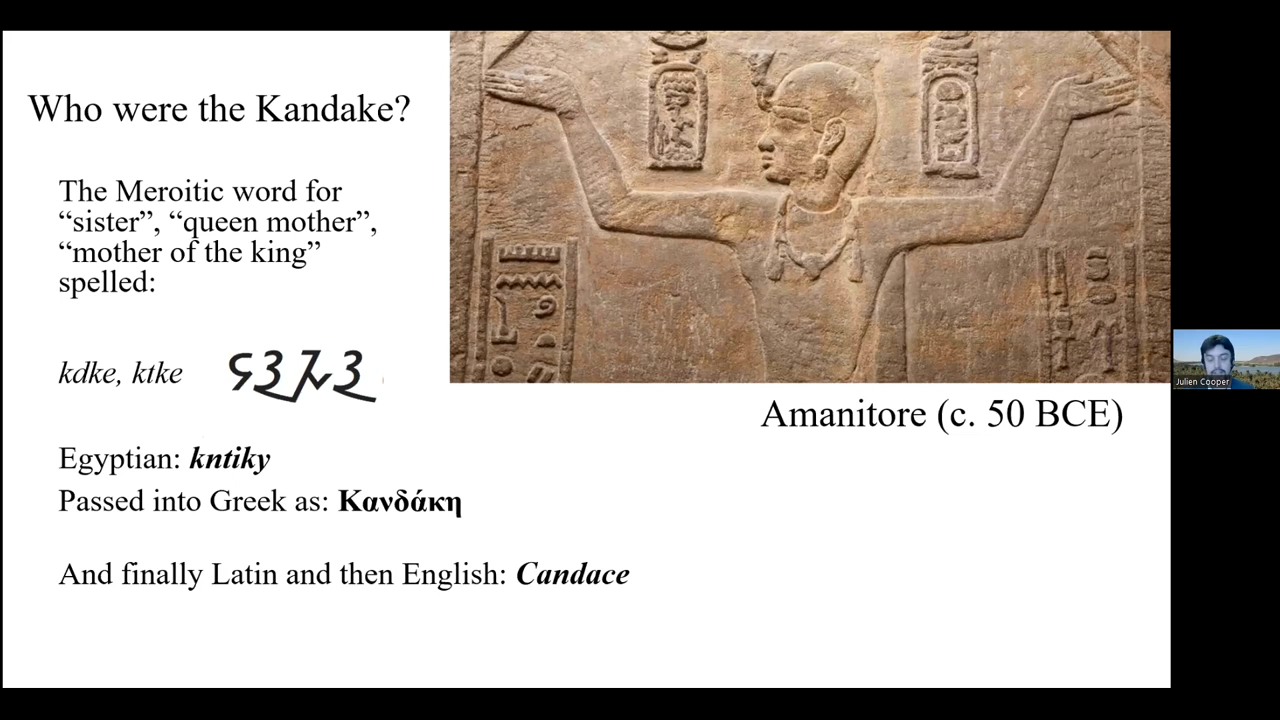 Who were the Kandake?
The Meroitic word for
“sister”, “queen mother”,
“mother of the king”
spelled:
kdke, ktke
Egyptian: kntiky
Passed into Greek as: Κανδάκη
And finally Latin and then English: Candace
Amanitore (c. 50 BCE)
Julien Cooper